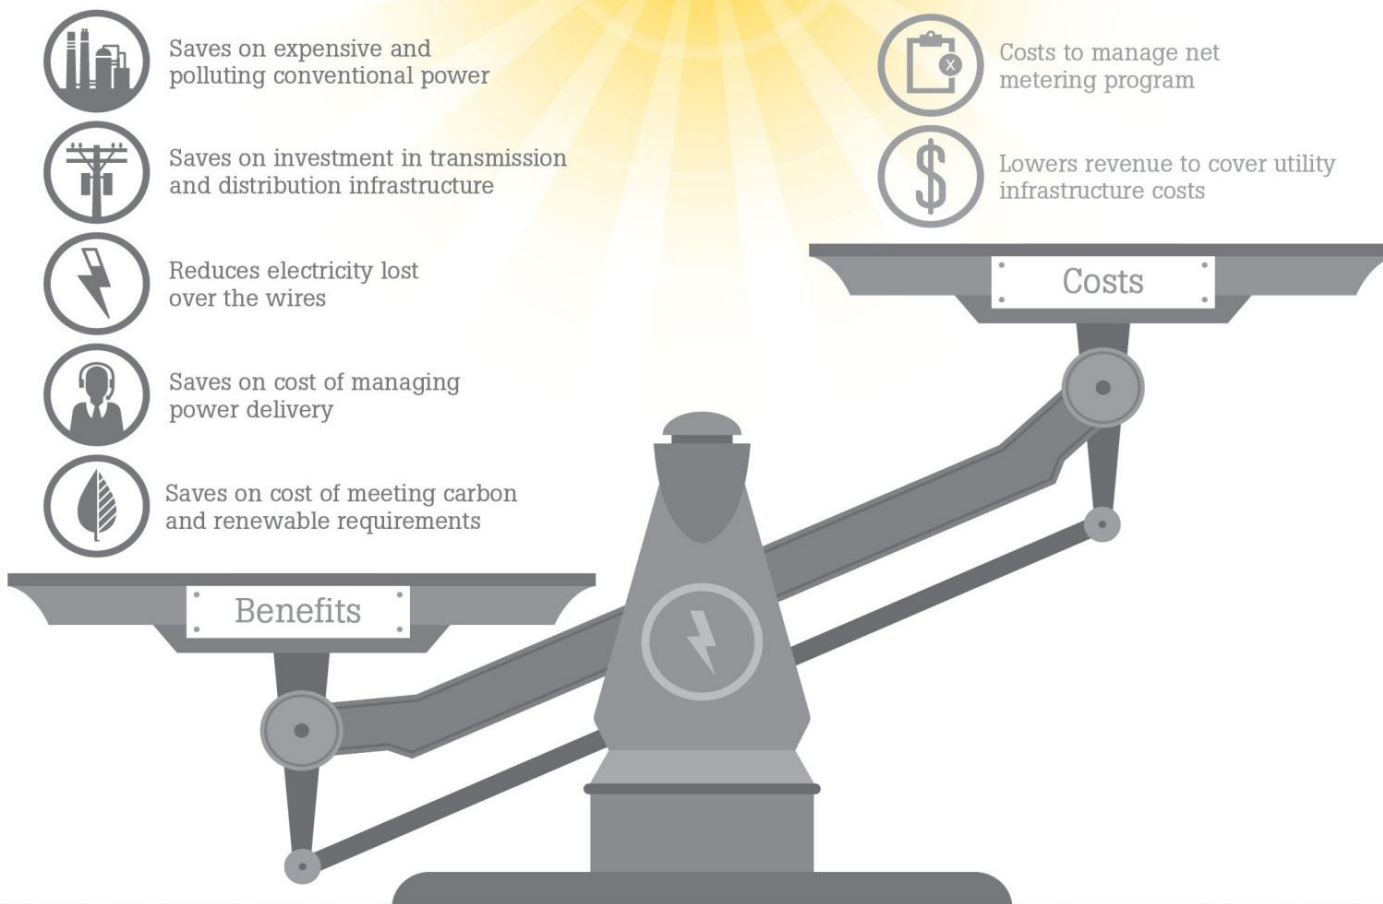 Saves on expensive and
polluting conventional power
Saves on investment in transmission
and distribution infrastructure
Reduces electricity lost
over the wires
Saves on cost of managing
power delivery
Saves on cost of meeting carbon
and renewable requirements
Benefits
X
Costs to manage net
metering program
$
Lowers revenue to cover utility
infrastructure costs
Costs